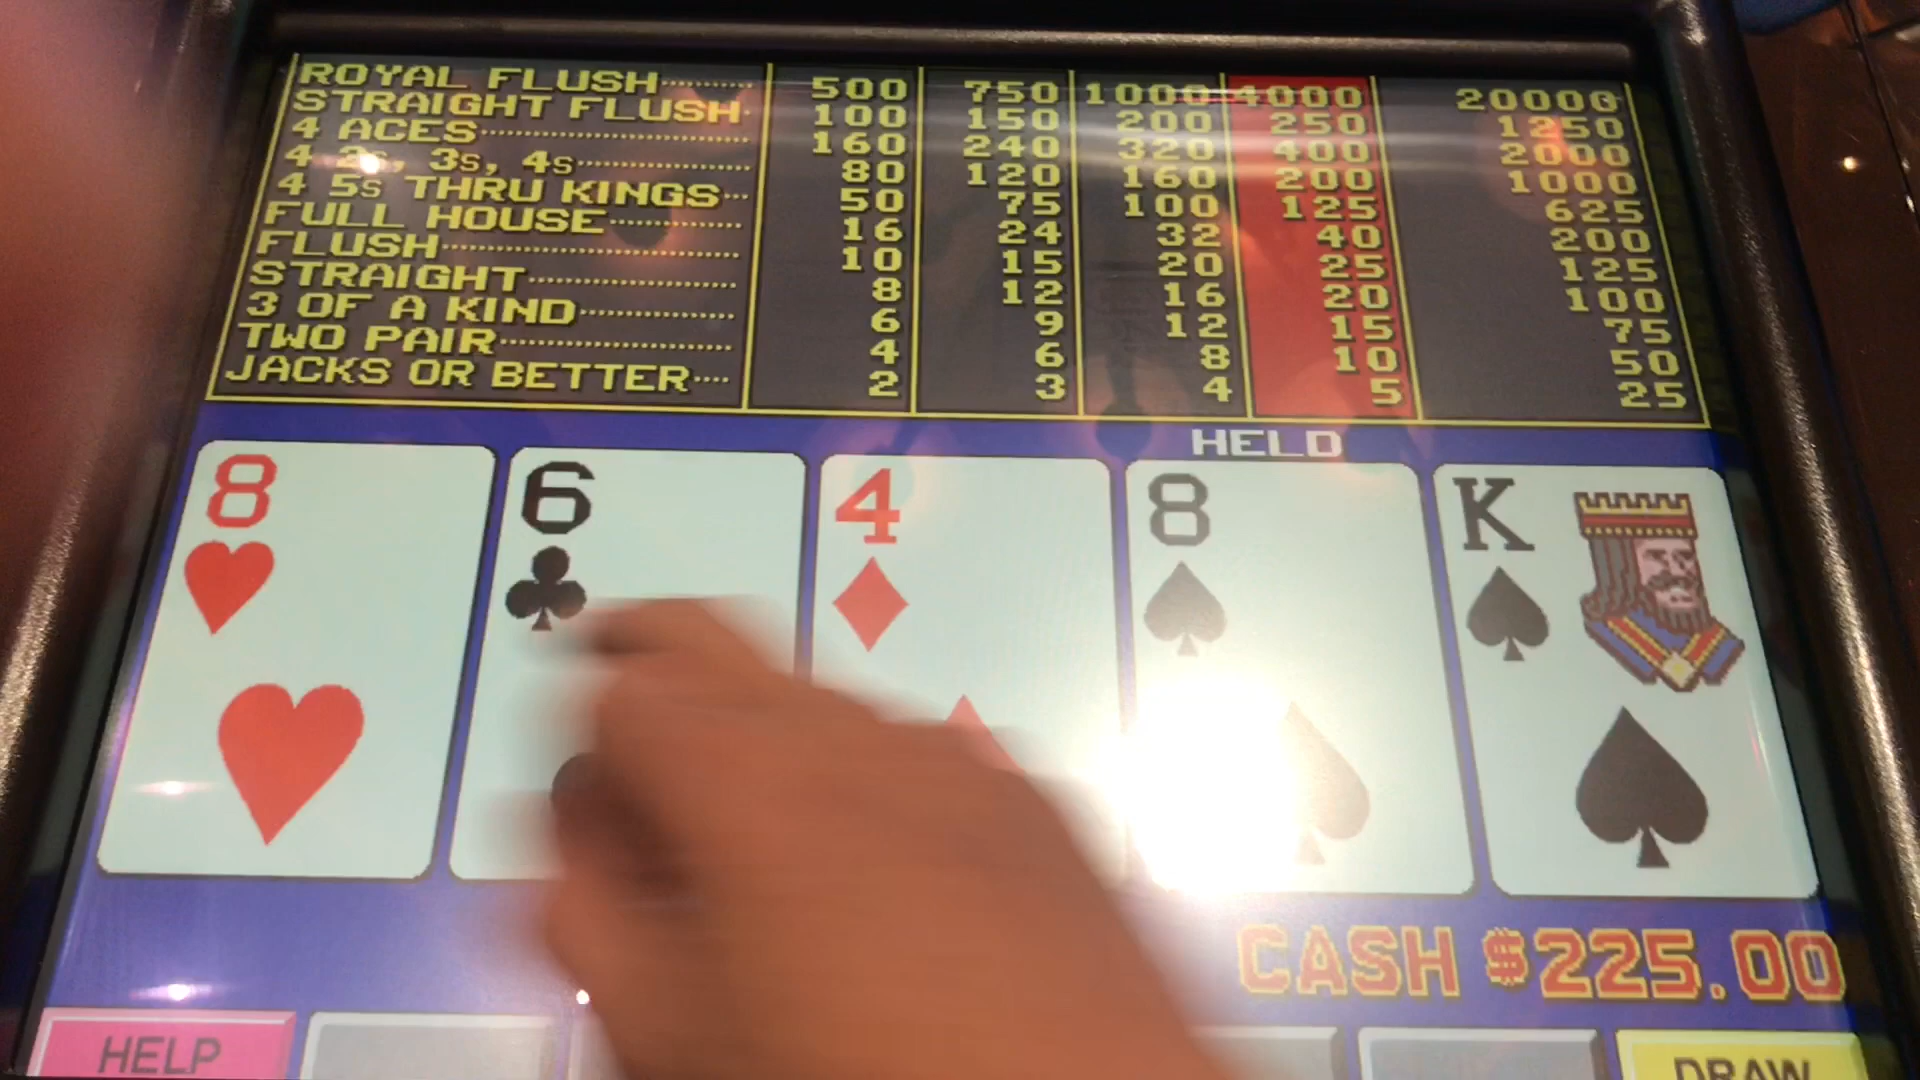 ROYAL FLUSH 500 750 1000 4000 20000
STRAIGHT FLUSH 100 150 200 250 1250
4 ACES 160 240 320 400 2000
4 2s, 3s, 4s 80 120 160 200 1000
4 5s THRU KINGS 50 75 100 125 625
FULL HOUSE 16 24 32 40 200
FLUSH 10 15 20 25 125
STRAIGHT 8 12 16 20 100
3 OF A KIND 6 9 12 15 75
TWO PAIR 4 6 8 10 50
JACKS OR BETTER 2 3 4 5 25
HELD
8 6 4 8 K
CASH $225.00
HELP DRAW